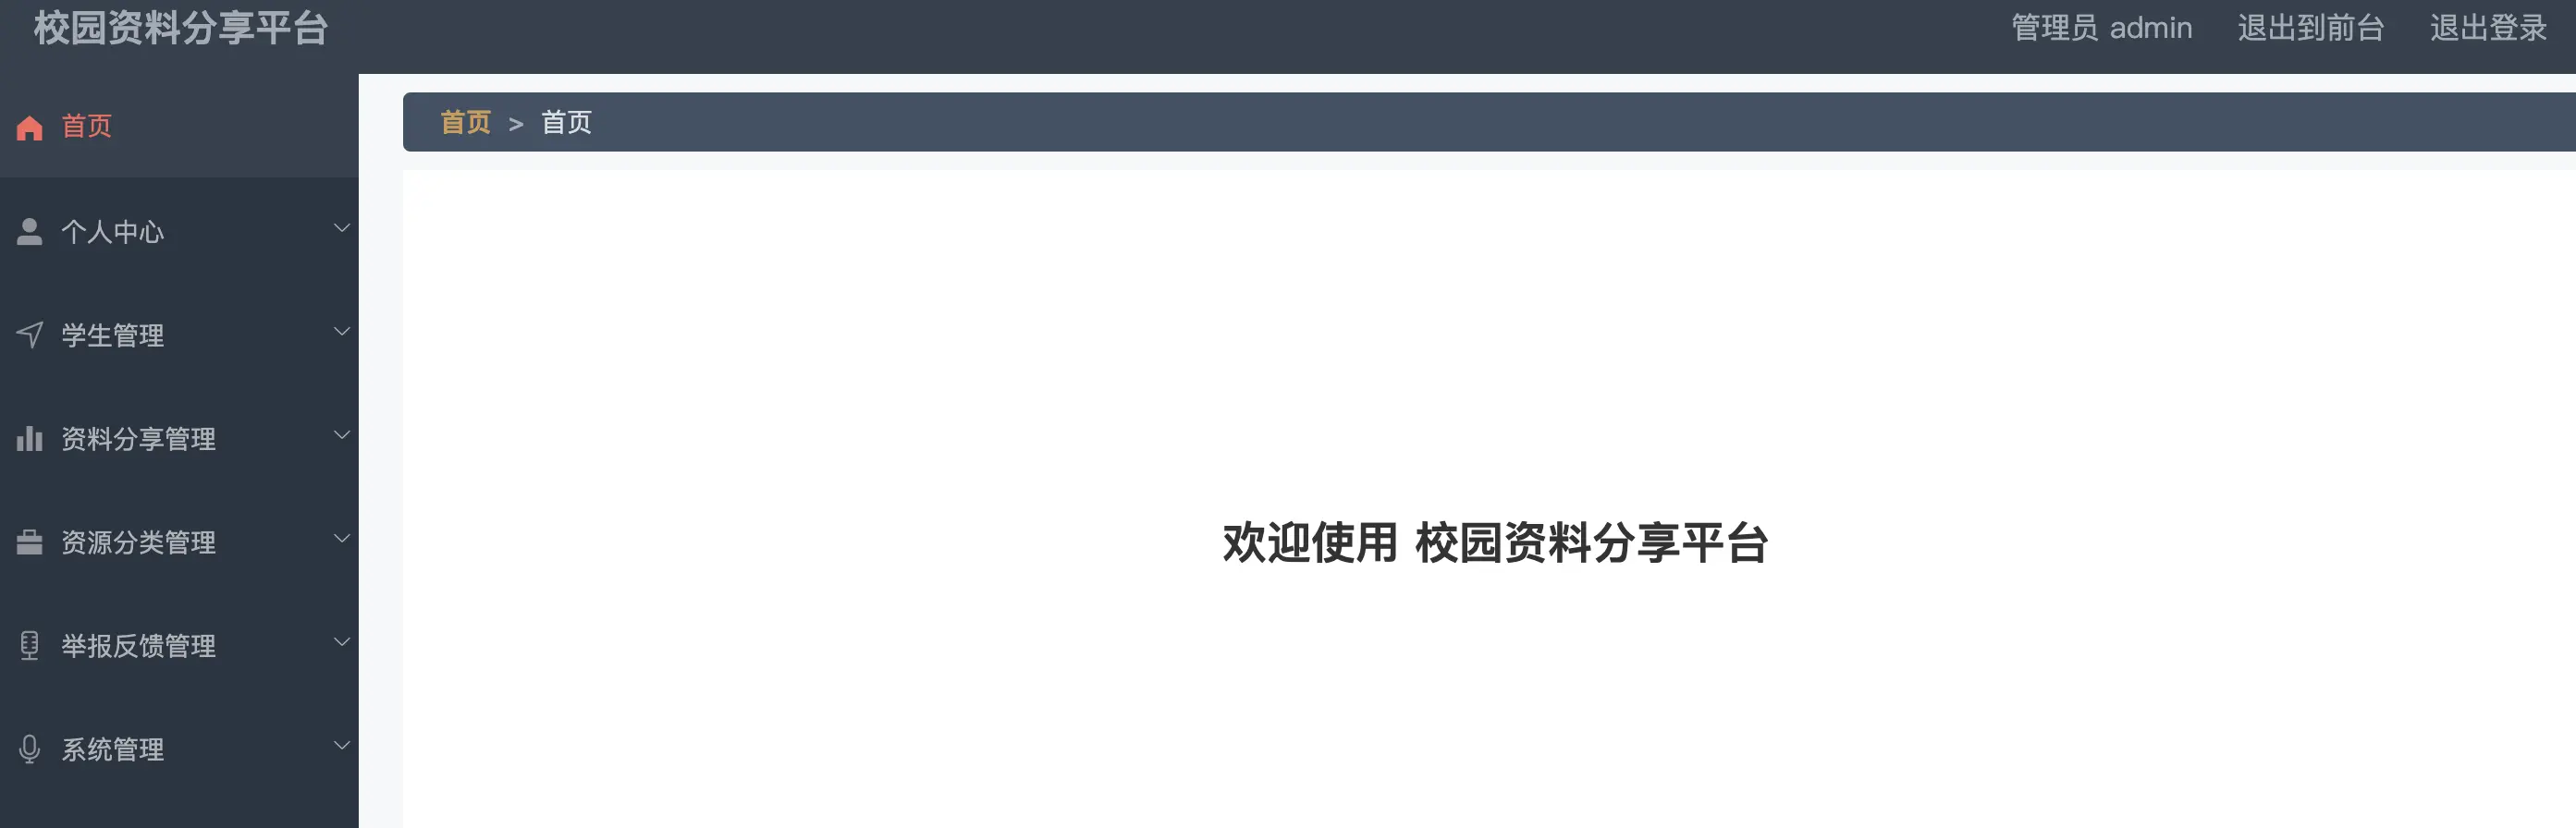 校园资料分享平台
管理员 admin 退出到前台 退出登录
首页
首页 > 首页
个人中心
学生管理
资料分享管理
资源分类管理
欢迎使用 校园资料分享平台
举报反馈管理
系统管理